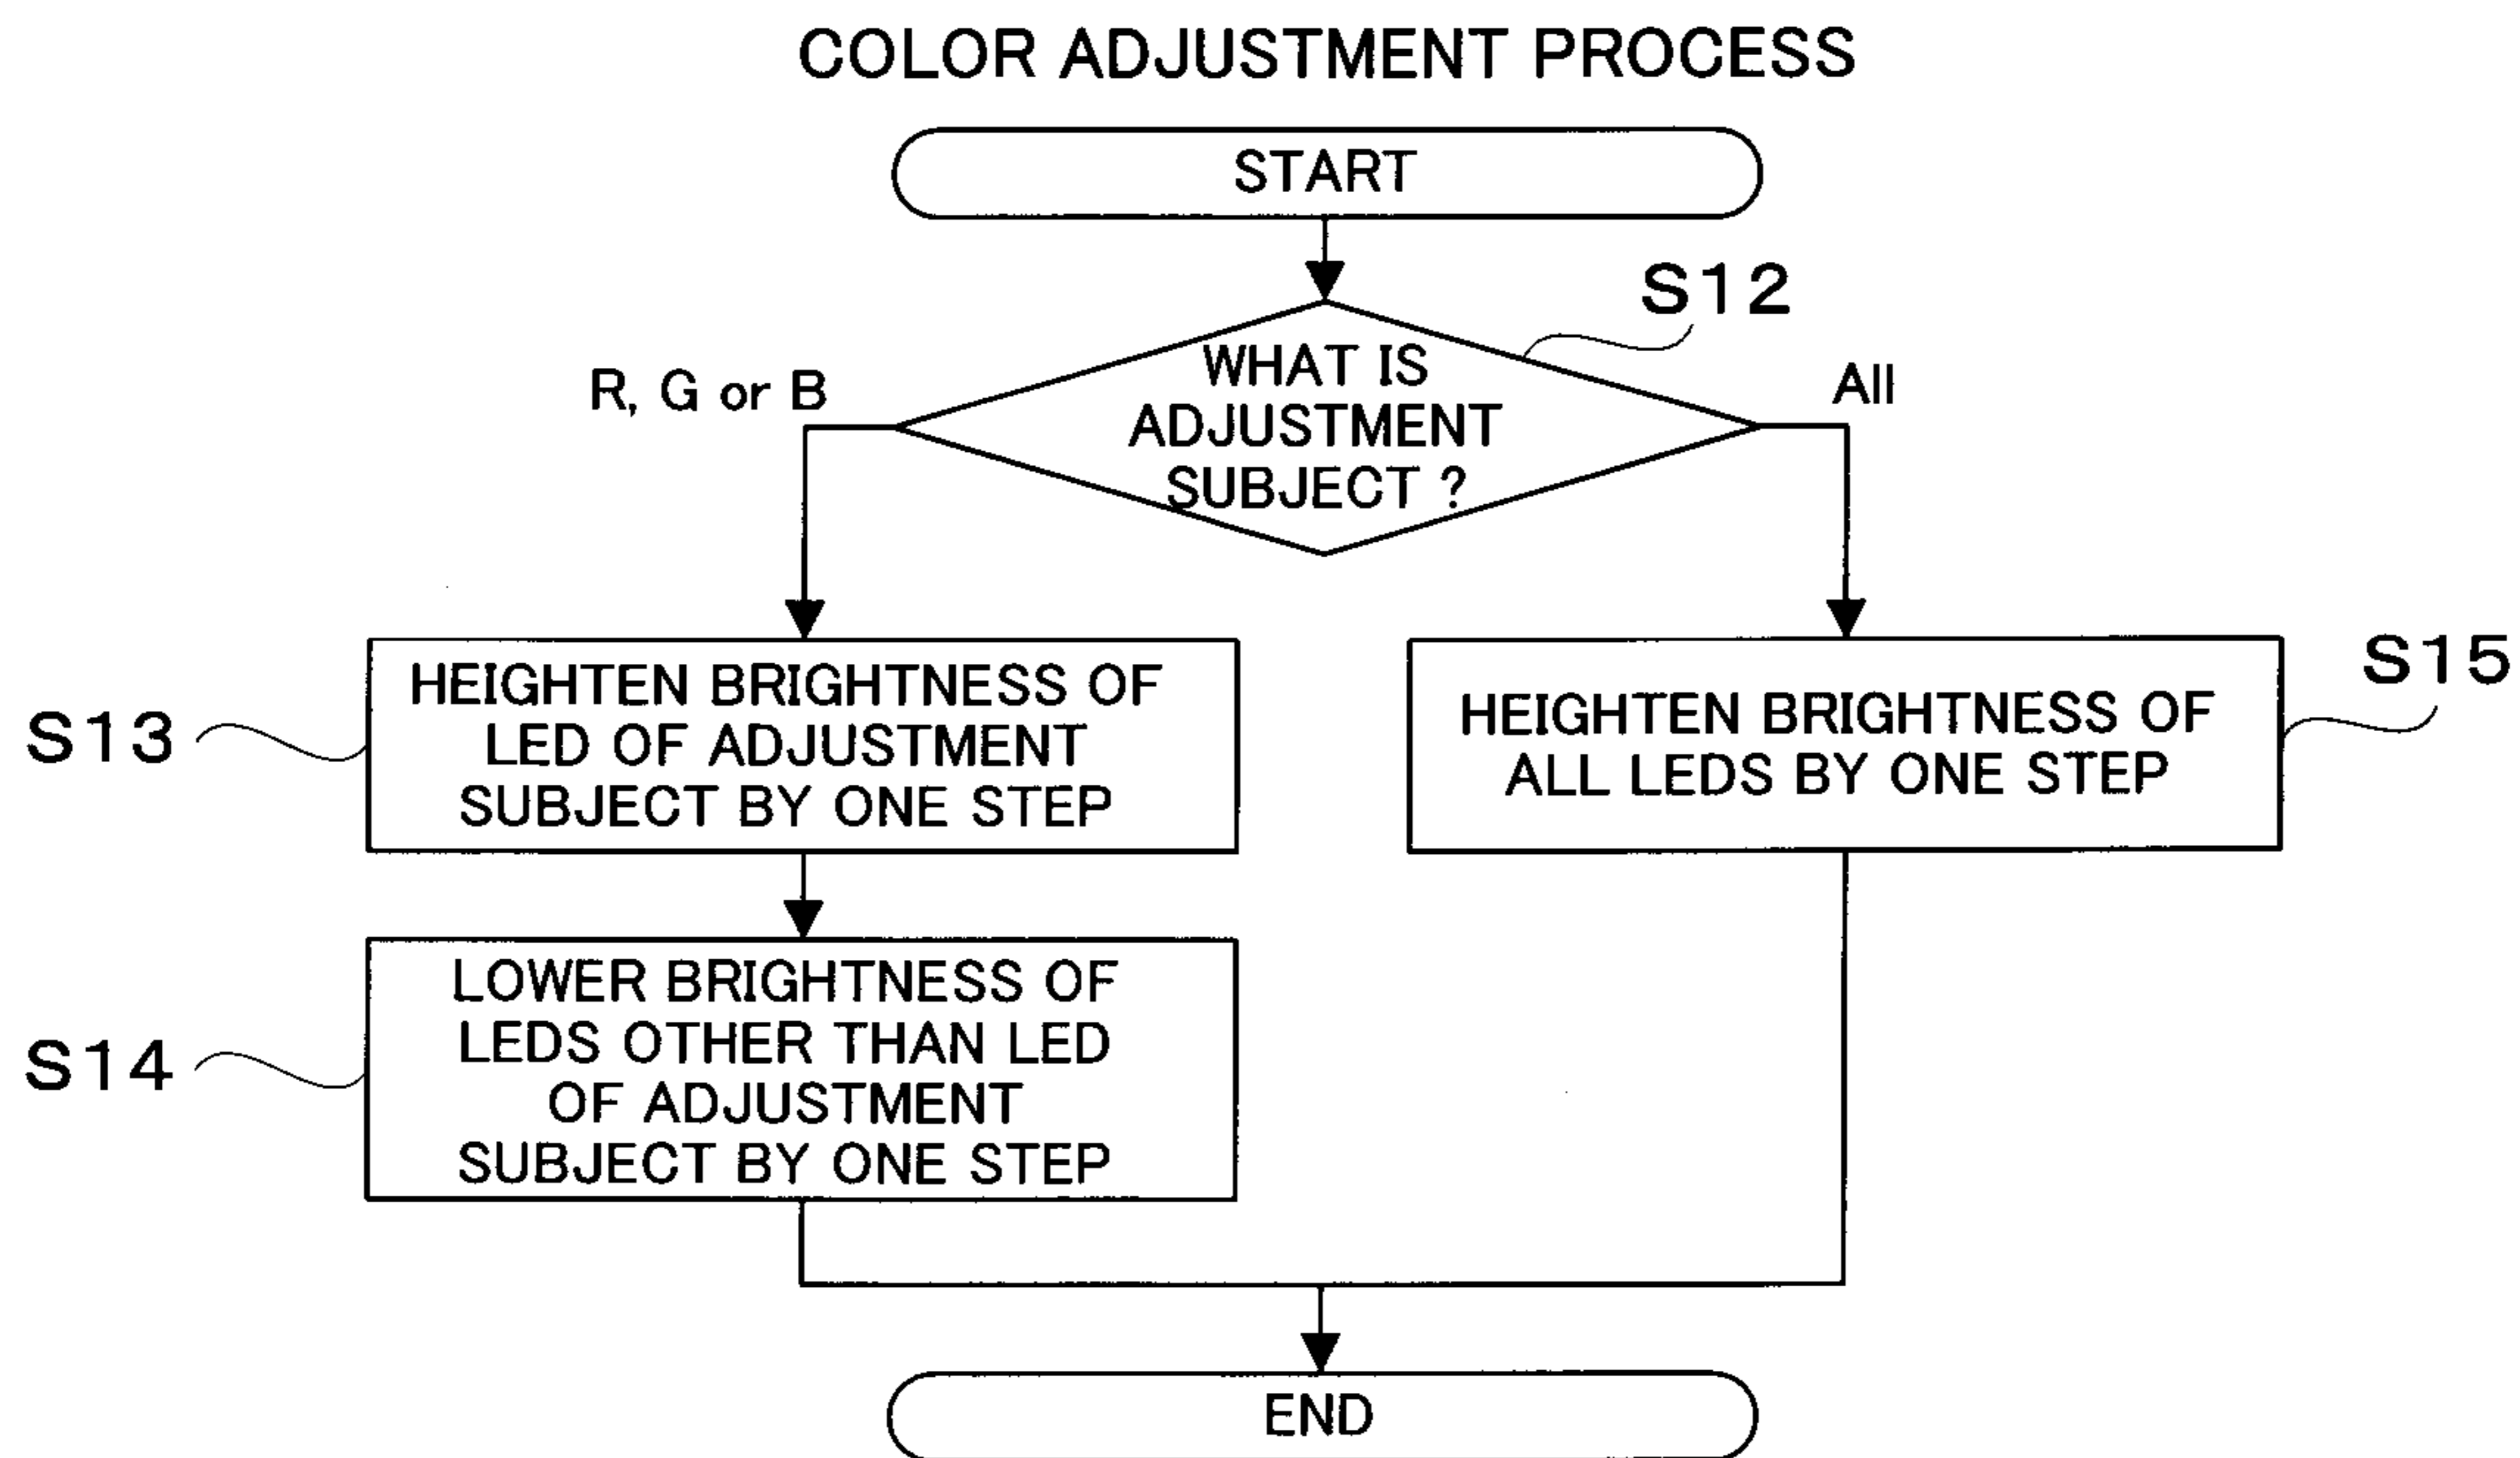 COLOR ADJUSTMENT PROCESS
START
S12
WHAT IS
ADJUSTMENT
SUBJECT ?
R, G or B
All
S13
HEIGHTEN BRIGHTNESS OF
LED OF ADJUSTMENT
SUBJECT BY ONE STEP
HEIGHTEN BRIGHTNESS OF
ALL LEDS BY ONE STEP
S15
S14
LOWER BRIGHTNESS OF
LEDS OTHER THAN LED
OF ADJUSTMENT
SUBJECT BY ONE STEP
END